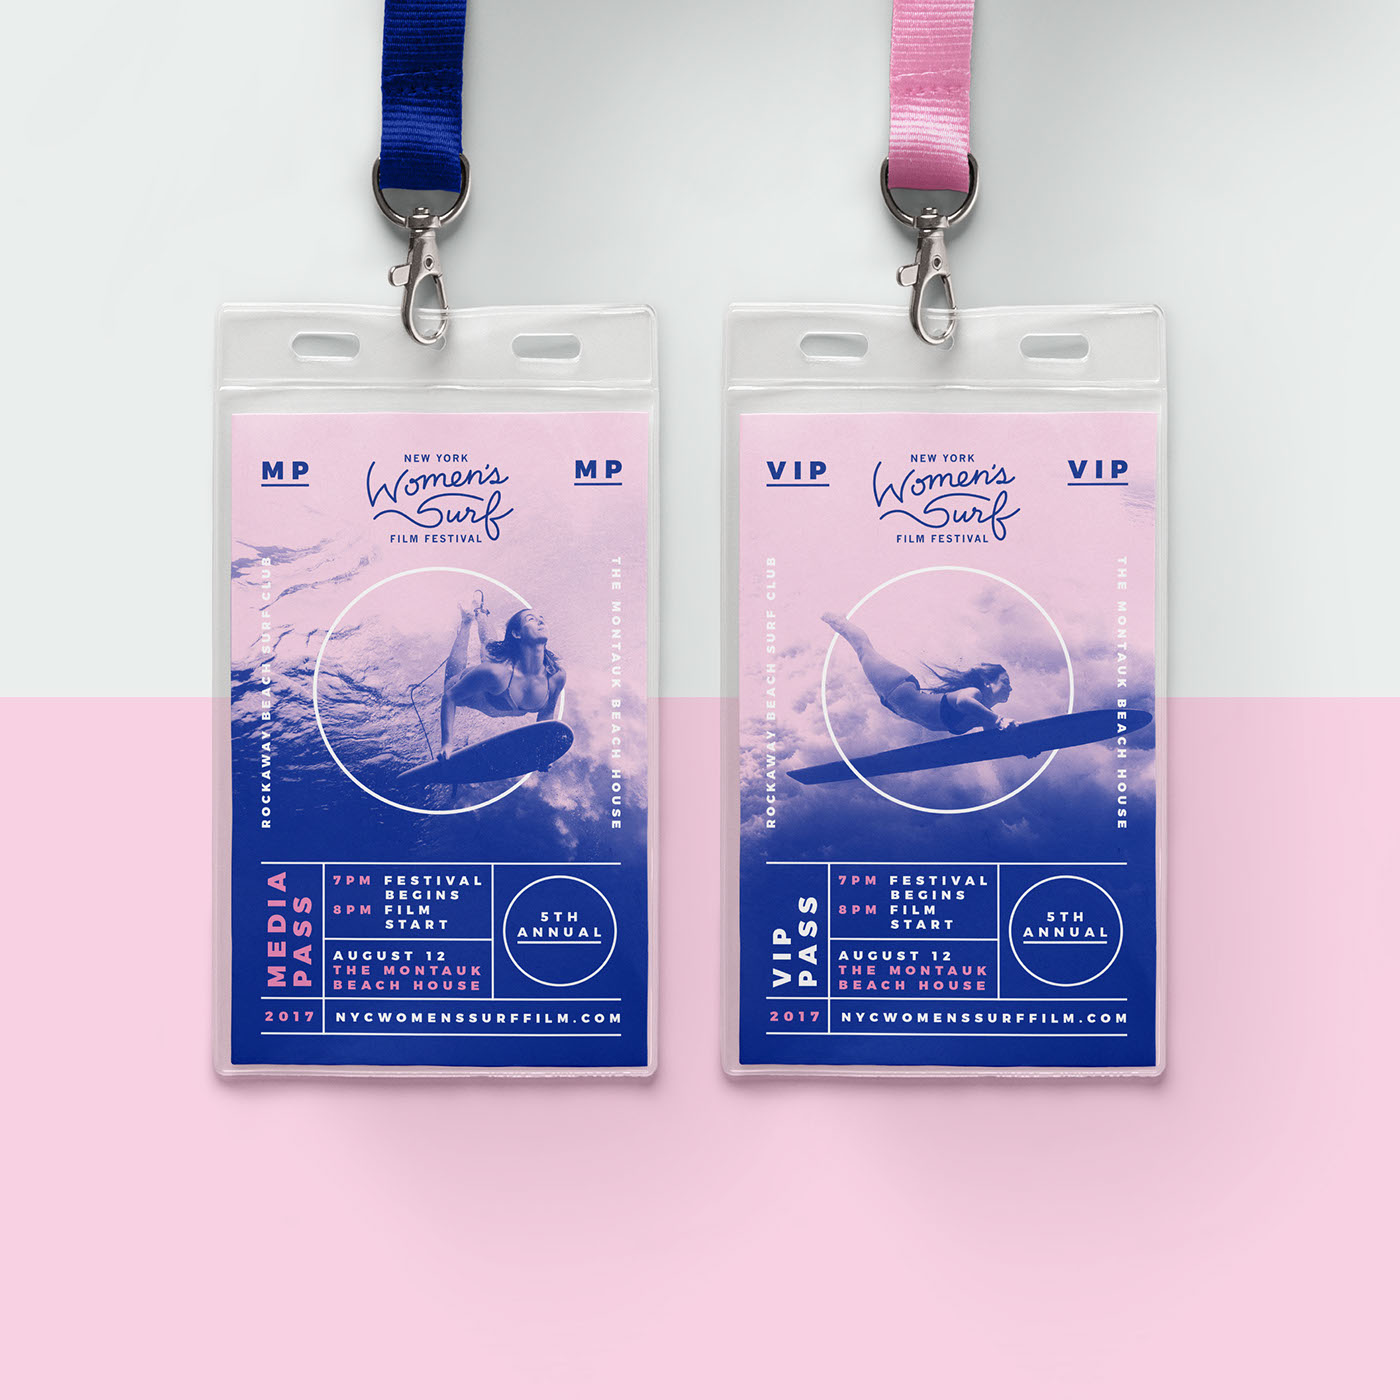 MP
NEW YORK
Women's
Surf
FILM FESTIVAL
MP
ROCKAWAY BEACH SURF CLUB
THE MONTAUK BEACH HOUSE
MEDIA
PASS
7PM FESTIVAL
BEGINS
8PM FILM
START
AUGUST 12
THE MONTAUK
BEACH HOUSE
5TH
ANNUAL
2017
NYCWOMENSSURFFILM.COM
VIP
NEW YORK
Women's
Surf
FILM FESTIVAL
VIP
ROCKAWAY BEACH SURF CLUB
THE MONTAUK BEACH HOUSE
VIP
PASS
7PM FESTIVAL
BEGINS
8PM FILM
START
AUGUST 12
THE MONTAUK
BEACH HOUSE
5TH
ANNUAL
2017
NYCWOMENSSURFFILM.COM